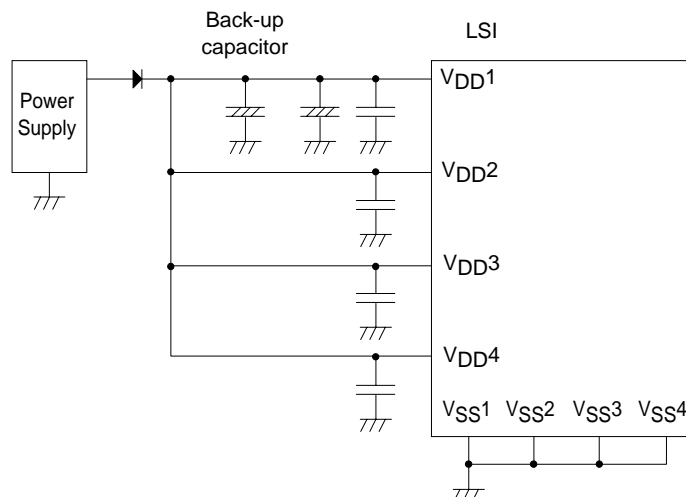 Back-up
capacitor
LSI
Power
Supply
VDD1
VDD2
VDD3
VDD4
VSS1 VSS2 VSS3 VSS4